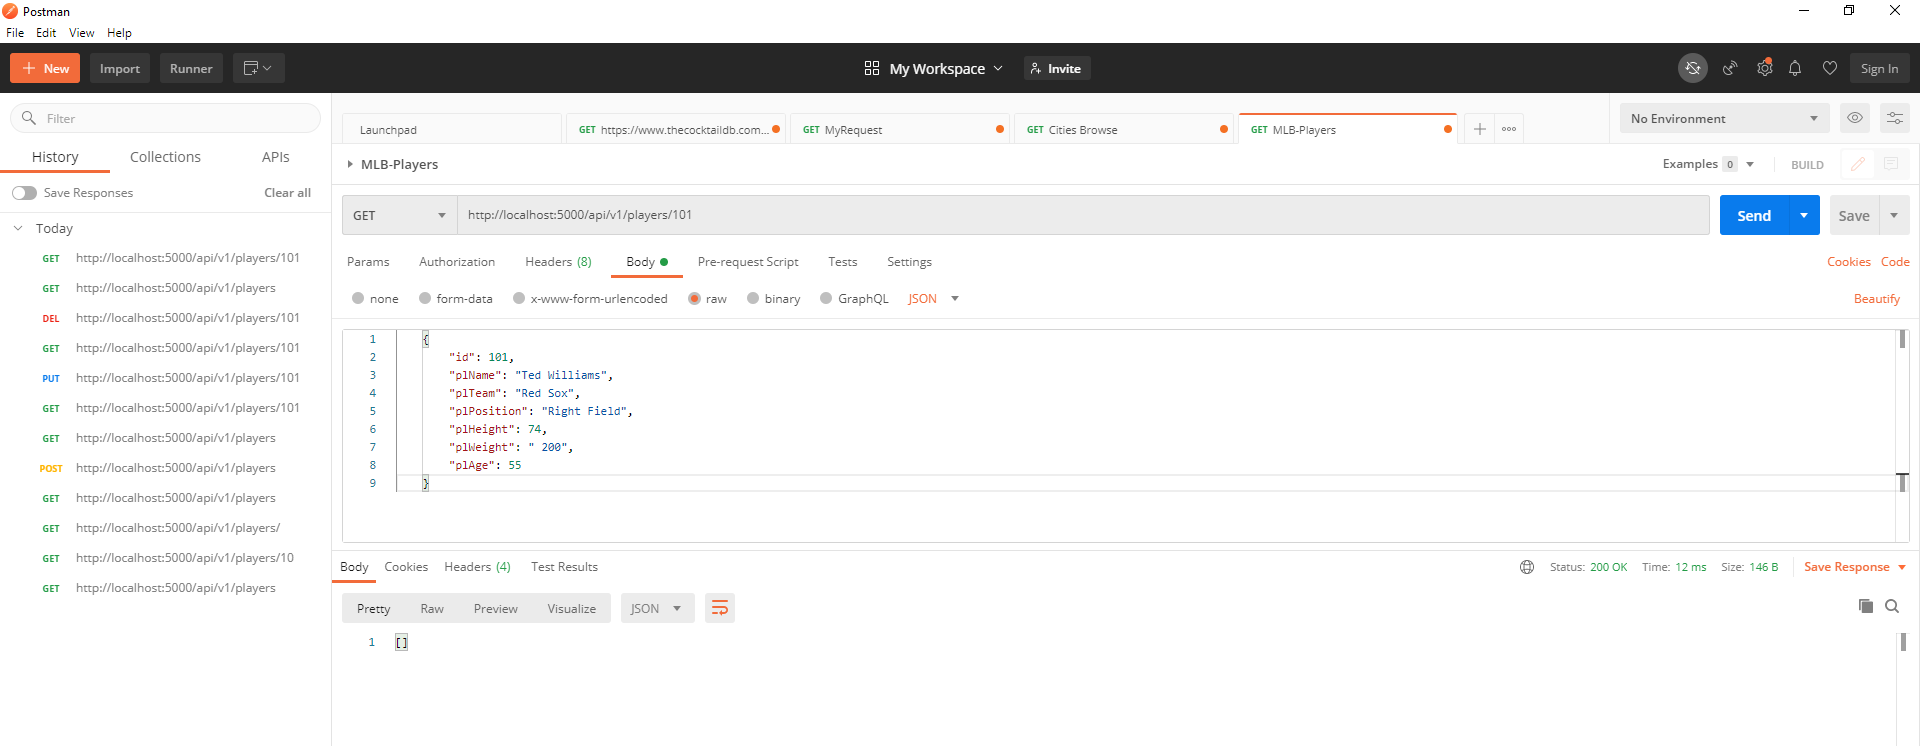 Postman
File Edit View Help
New Import Runner My Workspace Invite Sign In
Filter
History Collections APIs
Save Responses Clear all
Today
GET http://localhost:5000/api/v1/players/101
GET http://localhost:5000/api/v1/players
DEL http://localhost:5000/api/v1/players/101
GET http://localhost:5000/api/v1/players/101
PUT http://localhost:5000/api/v1/players/101
GET http://localhost:5000/api/v1/players/101
GET http://localhost:5000/api/v1/players
POST http://localhost:5000/api/v1/players
GET http://localhost:5000/api/v1/players
GET http://localhost:5000/api/v1/players/
GET http://localhost:5000/api/v1/players/10
GET http://localhost:5000/api/v1/players
Launchpad GET https://www.thecocktaildb.com... GET MyRequest GET Cities Browse GET MLB-Players No Environment
MLB-Players Examples 0 BUILD
GET http://localhost:5000/api/v1/players/101 Send Save
Params Authorization Headers (8) Body Pre-request Script Tests Settings Cookies Code
none form-data x-www-form-urlencoded raw binary GraphQL JSON Beautify
1 {
2 "id": 101,
3 "plName": "Ted Williams",
4 "plTeam": "Red Sox",
5 "plPosition": "Right Field",
6 "plHeight": 74,
7 "plWeight": " 200",
8 "plAge": 55
9 }
Body Cookies Headers (4) Test Results Status: 200 OK Time: 12 ms Size: 146 B Save Response
Pretty Raw Preview Visualize JSON
1 []